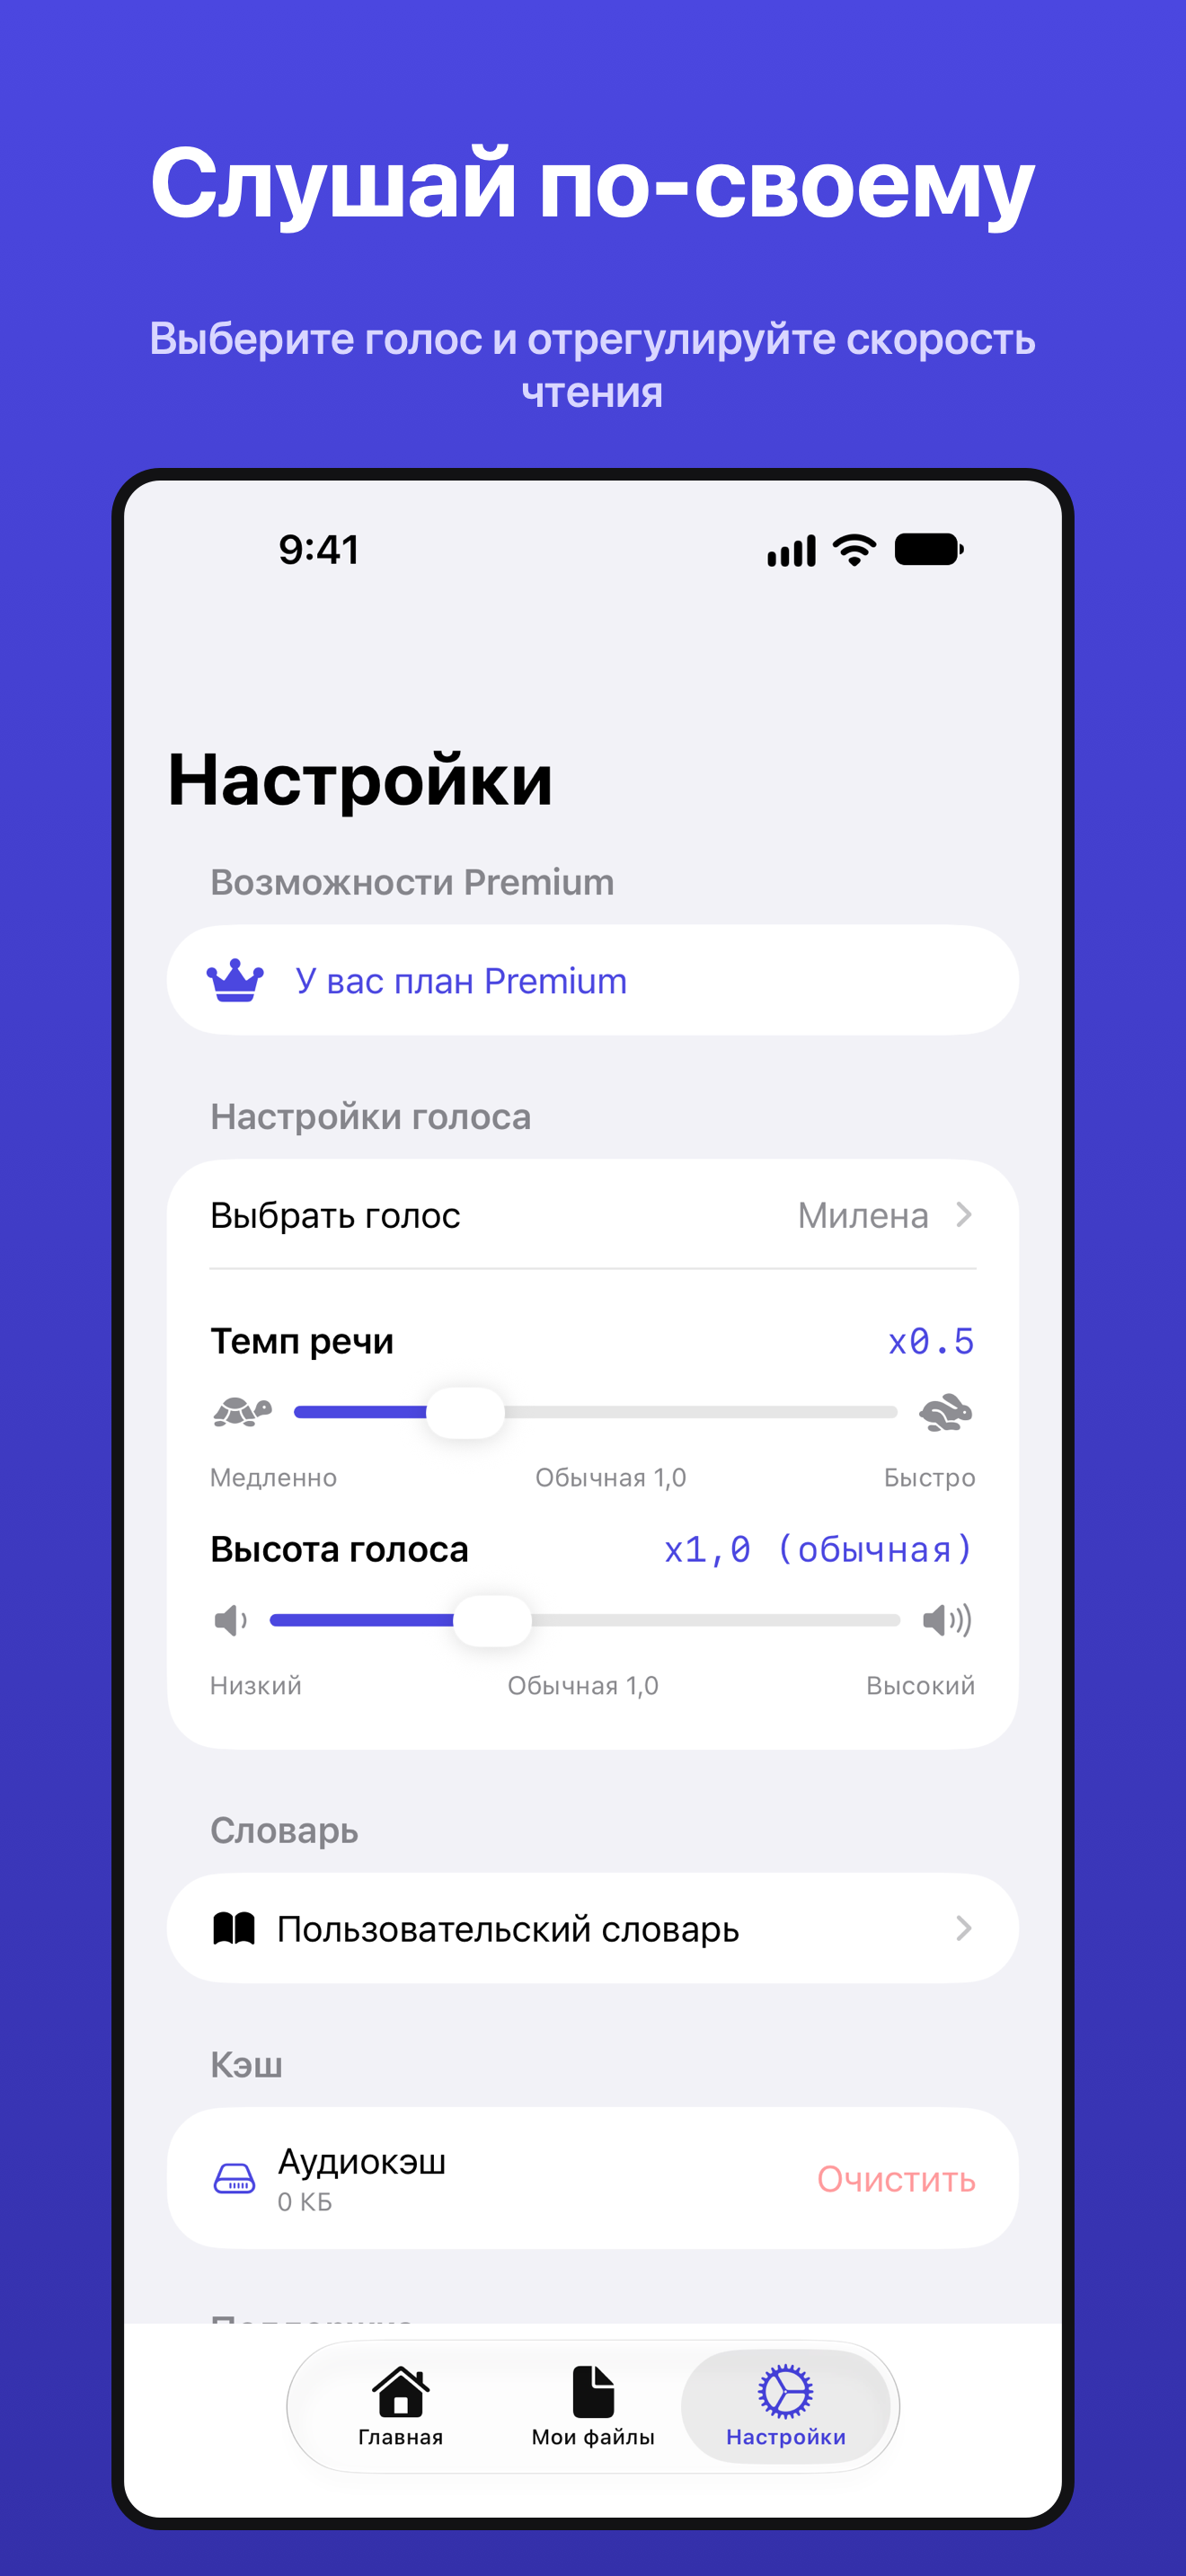 Слушай по-своему
Выберите голос и отрегулируйте скорость
чтения
9:41
Настройки
Возможности Premium
У вас план Premium
Настройки голоса
Выбрать голос Милена
Темп речи x0.5
Медленно Обычная 1,0 Быстро
Высота голоса x1,0 (обычная)
Низкий Обычная 1,0 Высокий
Словарь
Пользовательский словарь
Кэш
Аудиокэш
0 КБ
Очистить
Главная Мои файлы Настройки